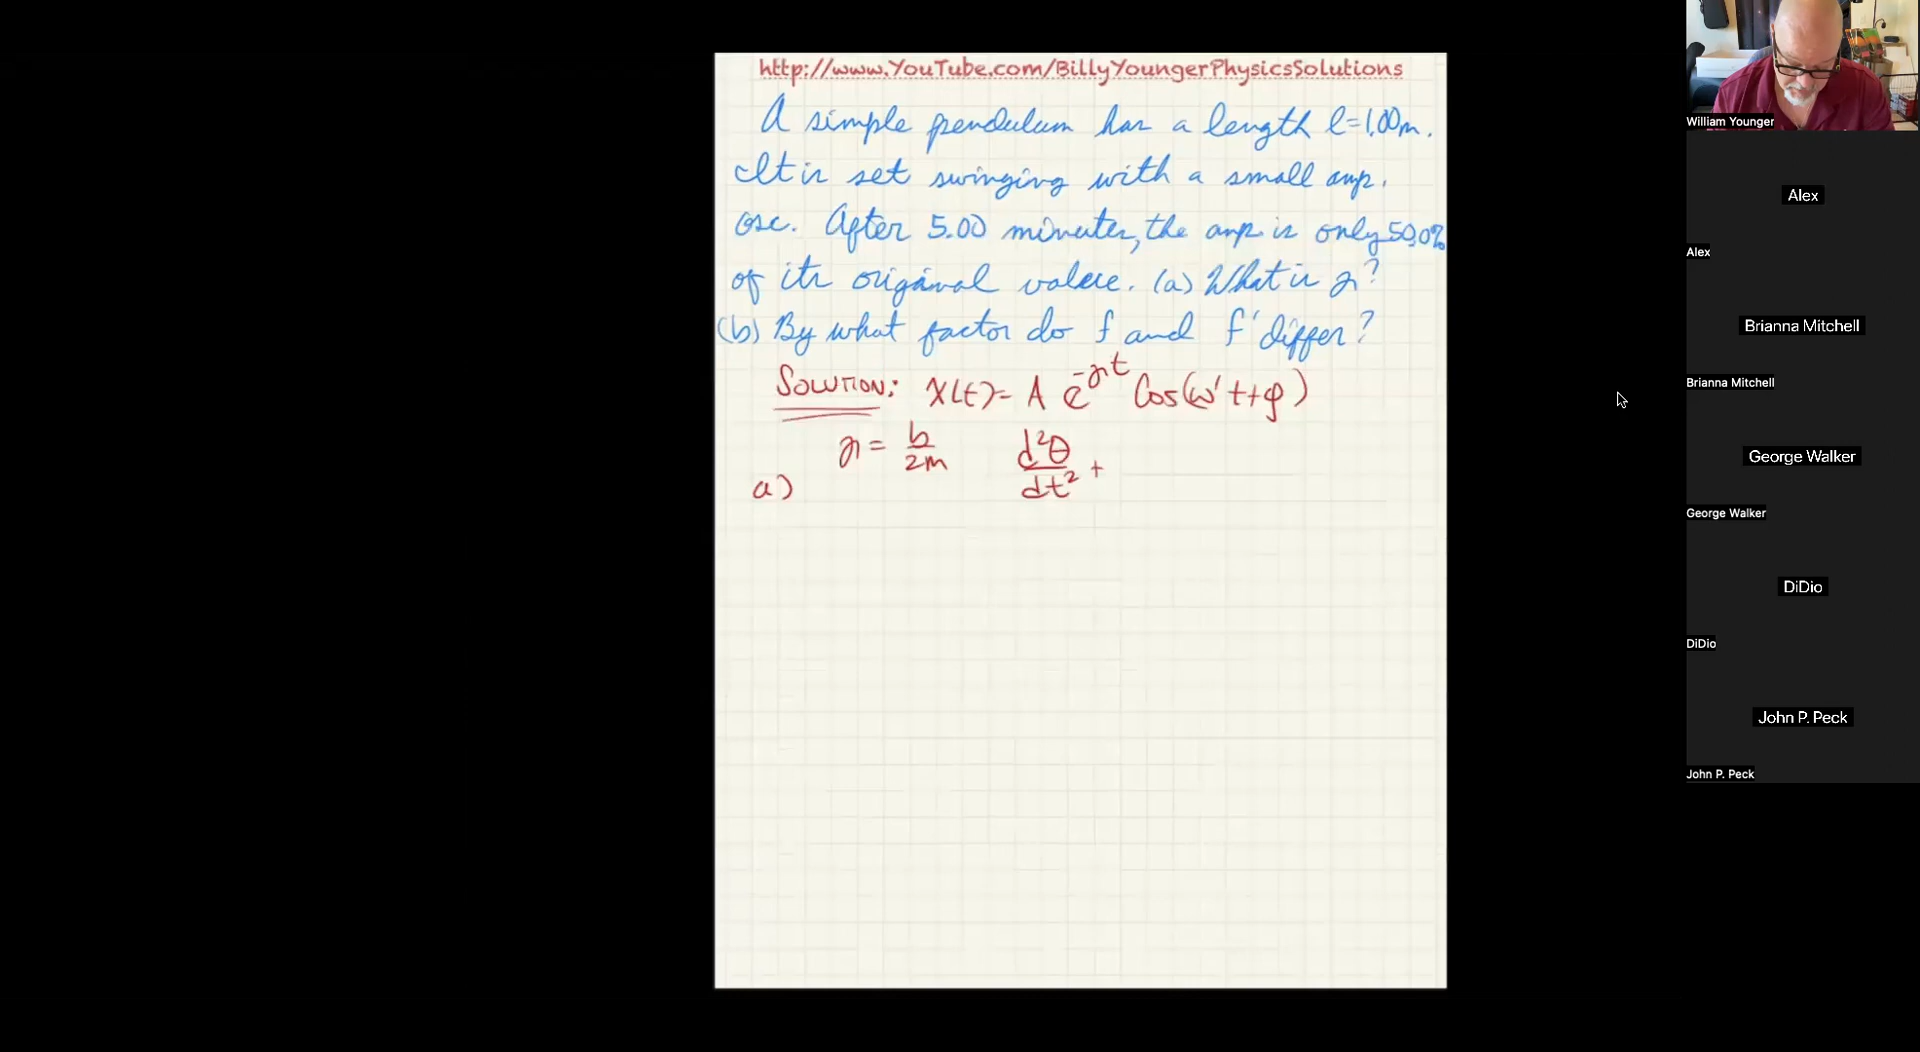 http://www.YouTube.com/BillyYoungerPhysicsSolutions
A simple pendulum has a length l=1.00m.
It is set swinging with a small amp.
osc. After 5.00 minutes, the amp is only 50.0%
of its original value. (a) What is γ?
(b) By what factor do f and f' differ?
Solution: x(t)= A e^-γt Cos(ω't+φ)
γ = b/2m d²θ/dt² +
a)
William Younger
Alex
Alex
Brianna Mitchell
Brianna Mitchell
George Walker
George Walker
DiDio
DiDio
John P. Peck
John P. Peck